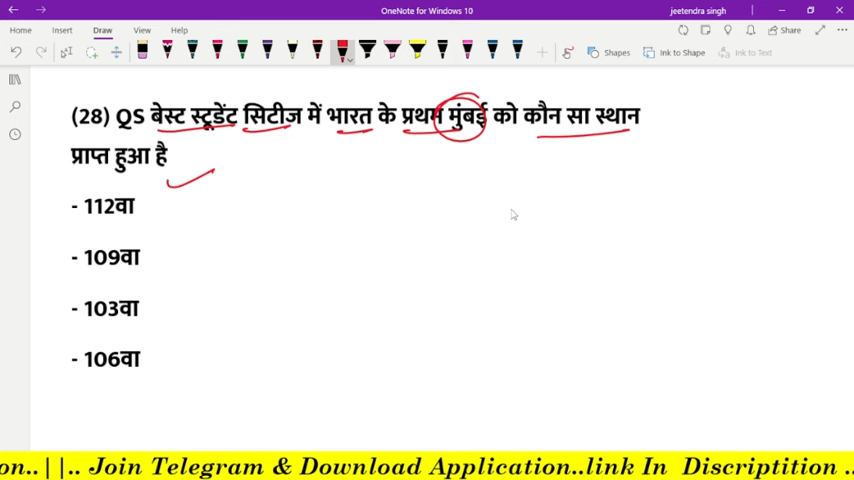 OneNote for Windows 10
jeetendra singh
Home Insert Draw View Help
Share
Shapes Ink to Shape Ink to Text
(28) QS बेस्ट स्टूडेंट सिटीज में भारत के प्रथम मुंबई को कौन सा स्थान
प्राप्त हुआ है
- 112वा
- 109वा
- 103वा
- 106वा
on..||.. Join Telegram & Download Application..link In Discriptition ..